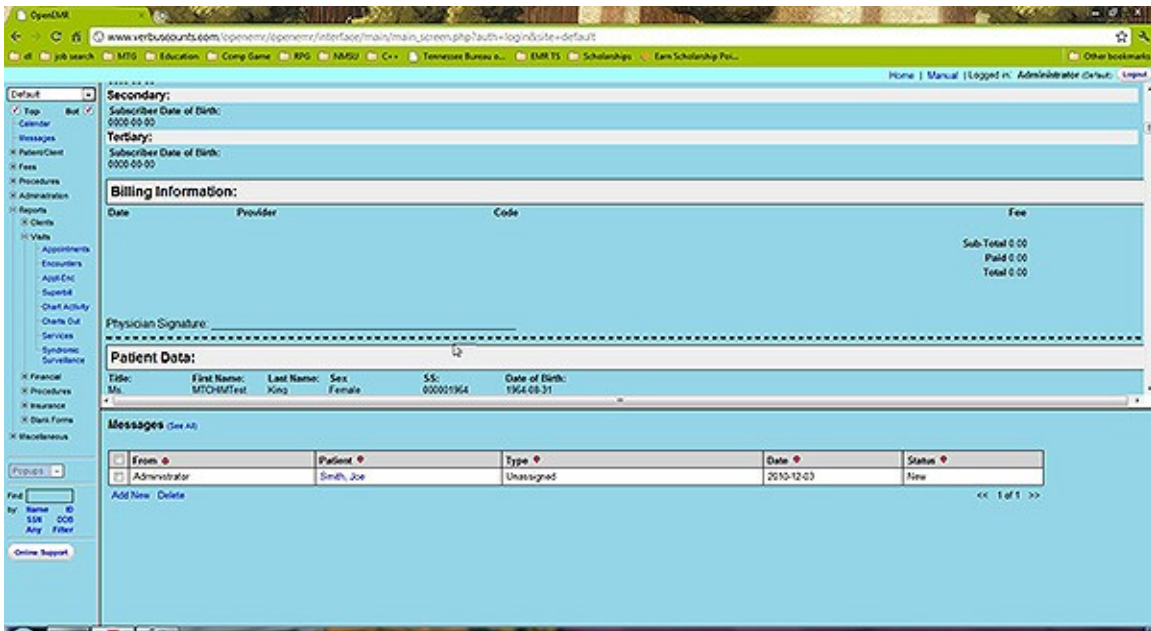 OpenEMR
www.verbuscounts.com/openemr/openemr/interface/main/main_screen.php?auth=login&site=default
dl job search MTG Education Comp Game RPG NMSU C++ Tennessee Bureau o... EMR TS Scholarships Earn Scholarship Poi... Other bookmarks
Home | Manual | Logged in: Administrator (Default) Logout
Default
Top Bot
Calendar
Messages
Patient/Client
Fees
Procedures
Administration
Reports
Clients
Visits
Appointments
Encounters
Appt-Enc
Superbill
Chart Activity
Charts Out
Services
Syndromic
Surveillance
Financial
Procedures
Insurance
Blank Forms
Miscellaneous
Popups
Find
by: Name ID
SSN DOB
Any Filter
Online Support
Secondary:
Subscriber Date of Birth:
0000-00-00
Tertiary:
Subscriber Date of Birth:
0000-00-00
Billing Information:
Date Provider Code Fee
Sub-Total 0.00
Paid 0.00
Total 0.00
Physician Signature:
Patient Data:
Title: First Name: Last Name: Sex: SS: Date of Birth:
Ms. MTCHIMTest King Female 000001964 1964-08-31
Messages (See All)
From Patient Type Date Status
Administrator Smith, Joe Unassigned 2010-12-03 New
Add New Delete << 1 of 1 >>